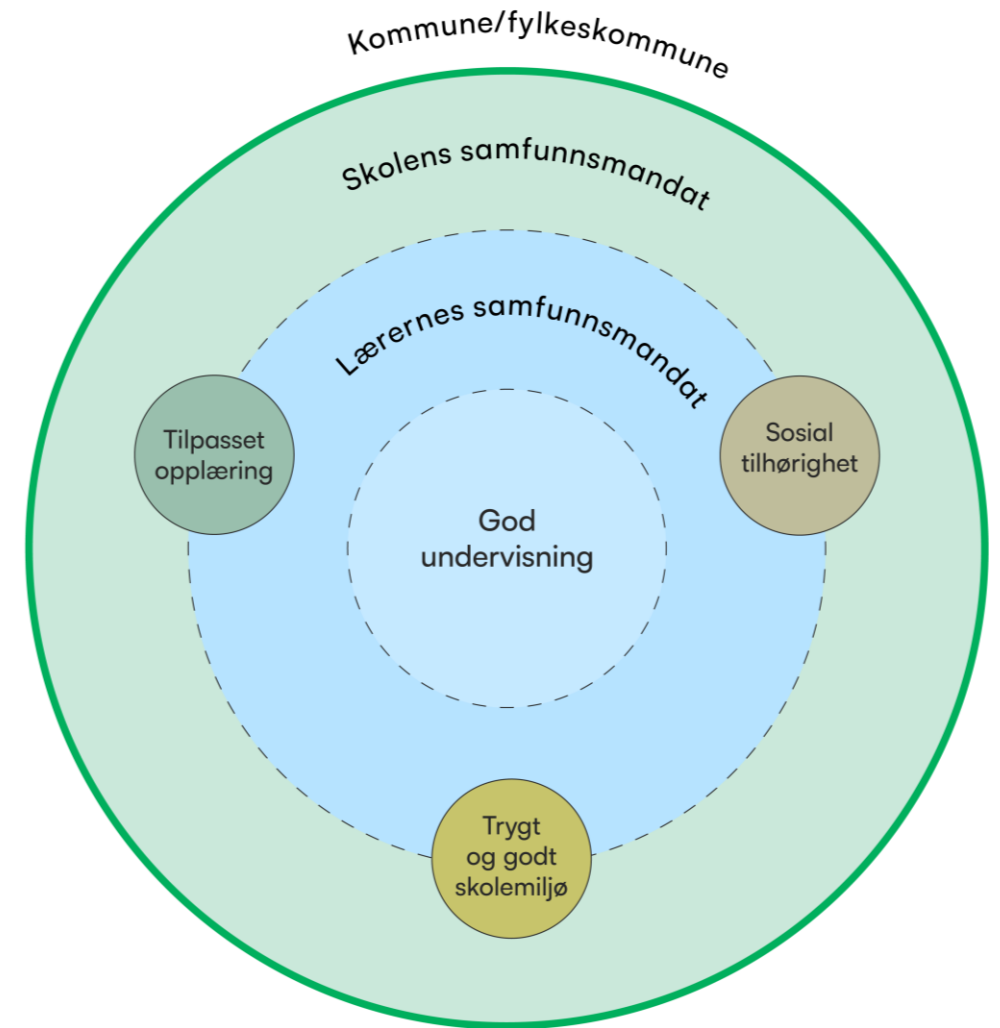 Kommune/fylkeskommune
Skolens samfunnsmandat
Lærernes samfunnsmandat
Tilpasset
opplæring
Sosial
tilhørighet
God
undervisning
Trygt
og godt
skolemiljø